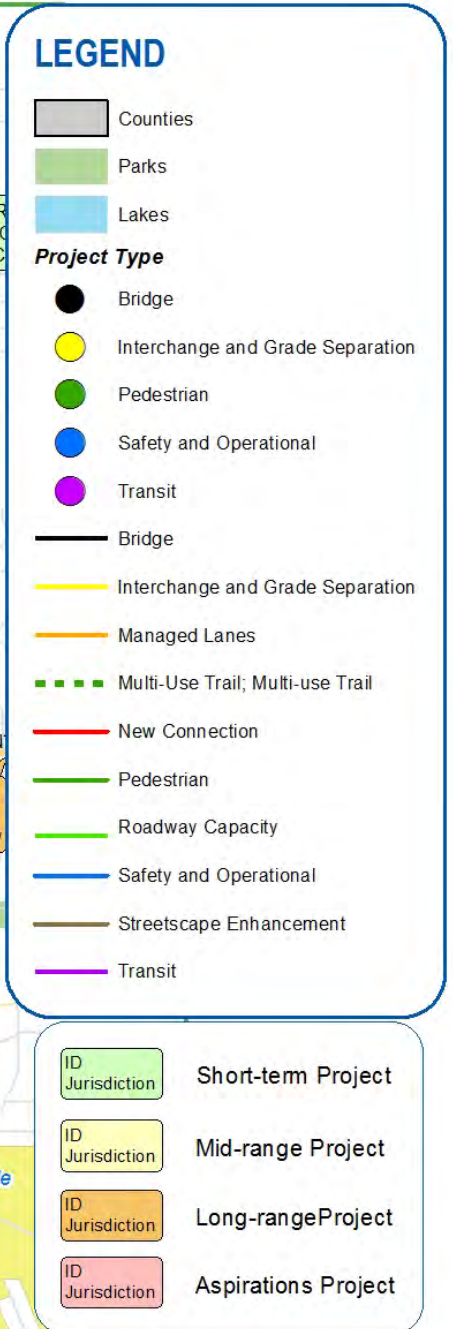 LEGEND
Counties
Parks
Lakes
Project Type
Bridge
Interchange and Grade Separation
Pedestrian
Safety and Operational
Transit
Bridge
Interchange and Grade Separation
Managed Lanes
Multi-Use Trail; Multi-use Trail
New Connection
Pedestrian
Roadway Capacity
Safety and Operational
Streetscape Enhancement
Transit
ID
Jurisdiction
Short-term Project
ID
Jurisdiction
Mid-range Project
ID
Jurisdiction
Long-rangeProject
ID
Jurisdiction
Aspirations Project